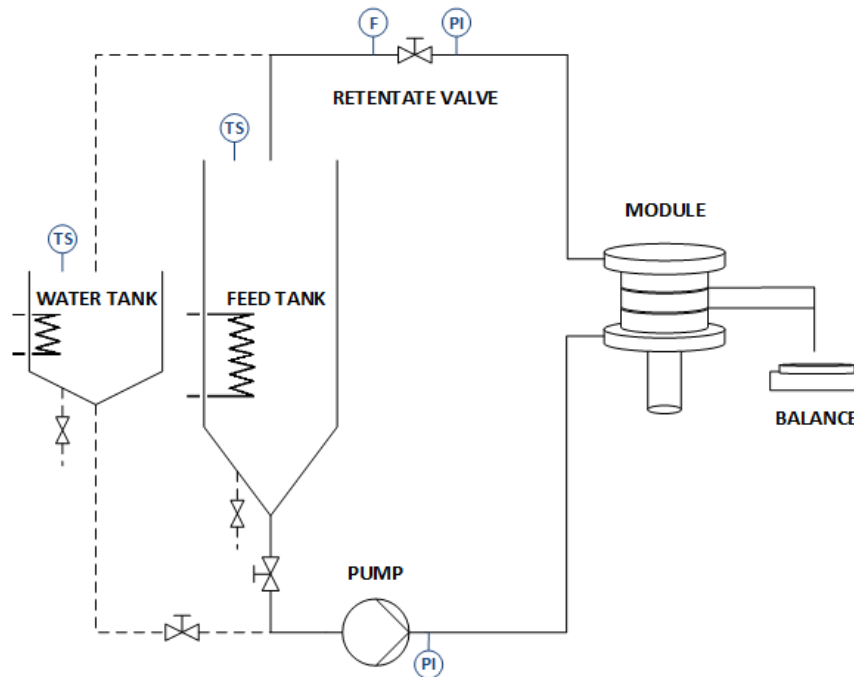 F
PI
RETENTATE VALVE
TS
MODULE
TS
WATER TANK
FEED TANK
BALANCE
PUMP
PI